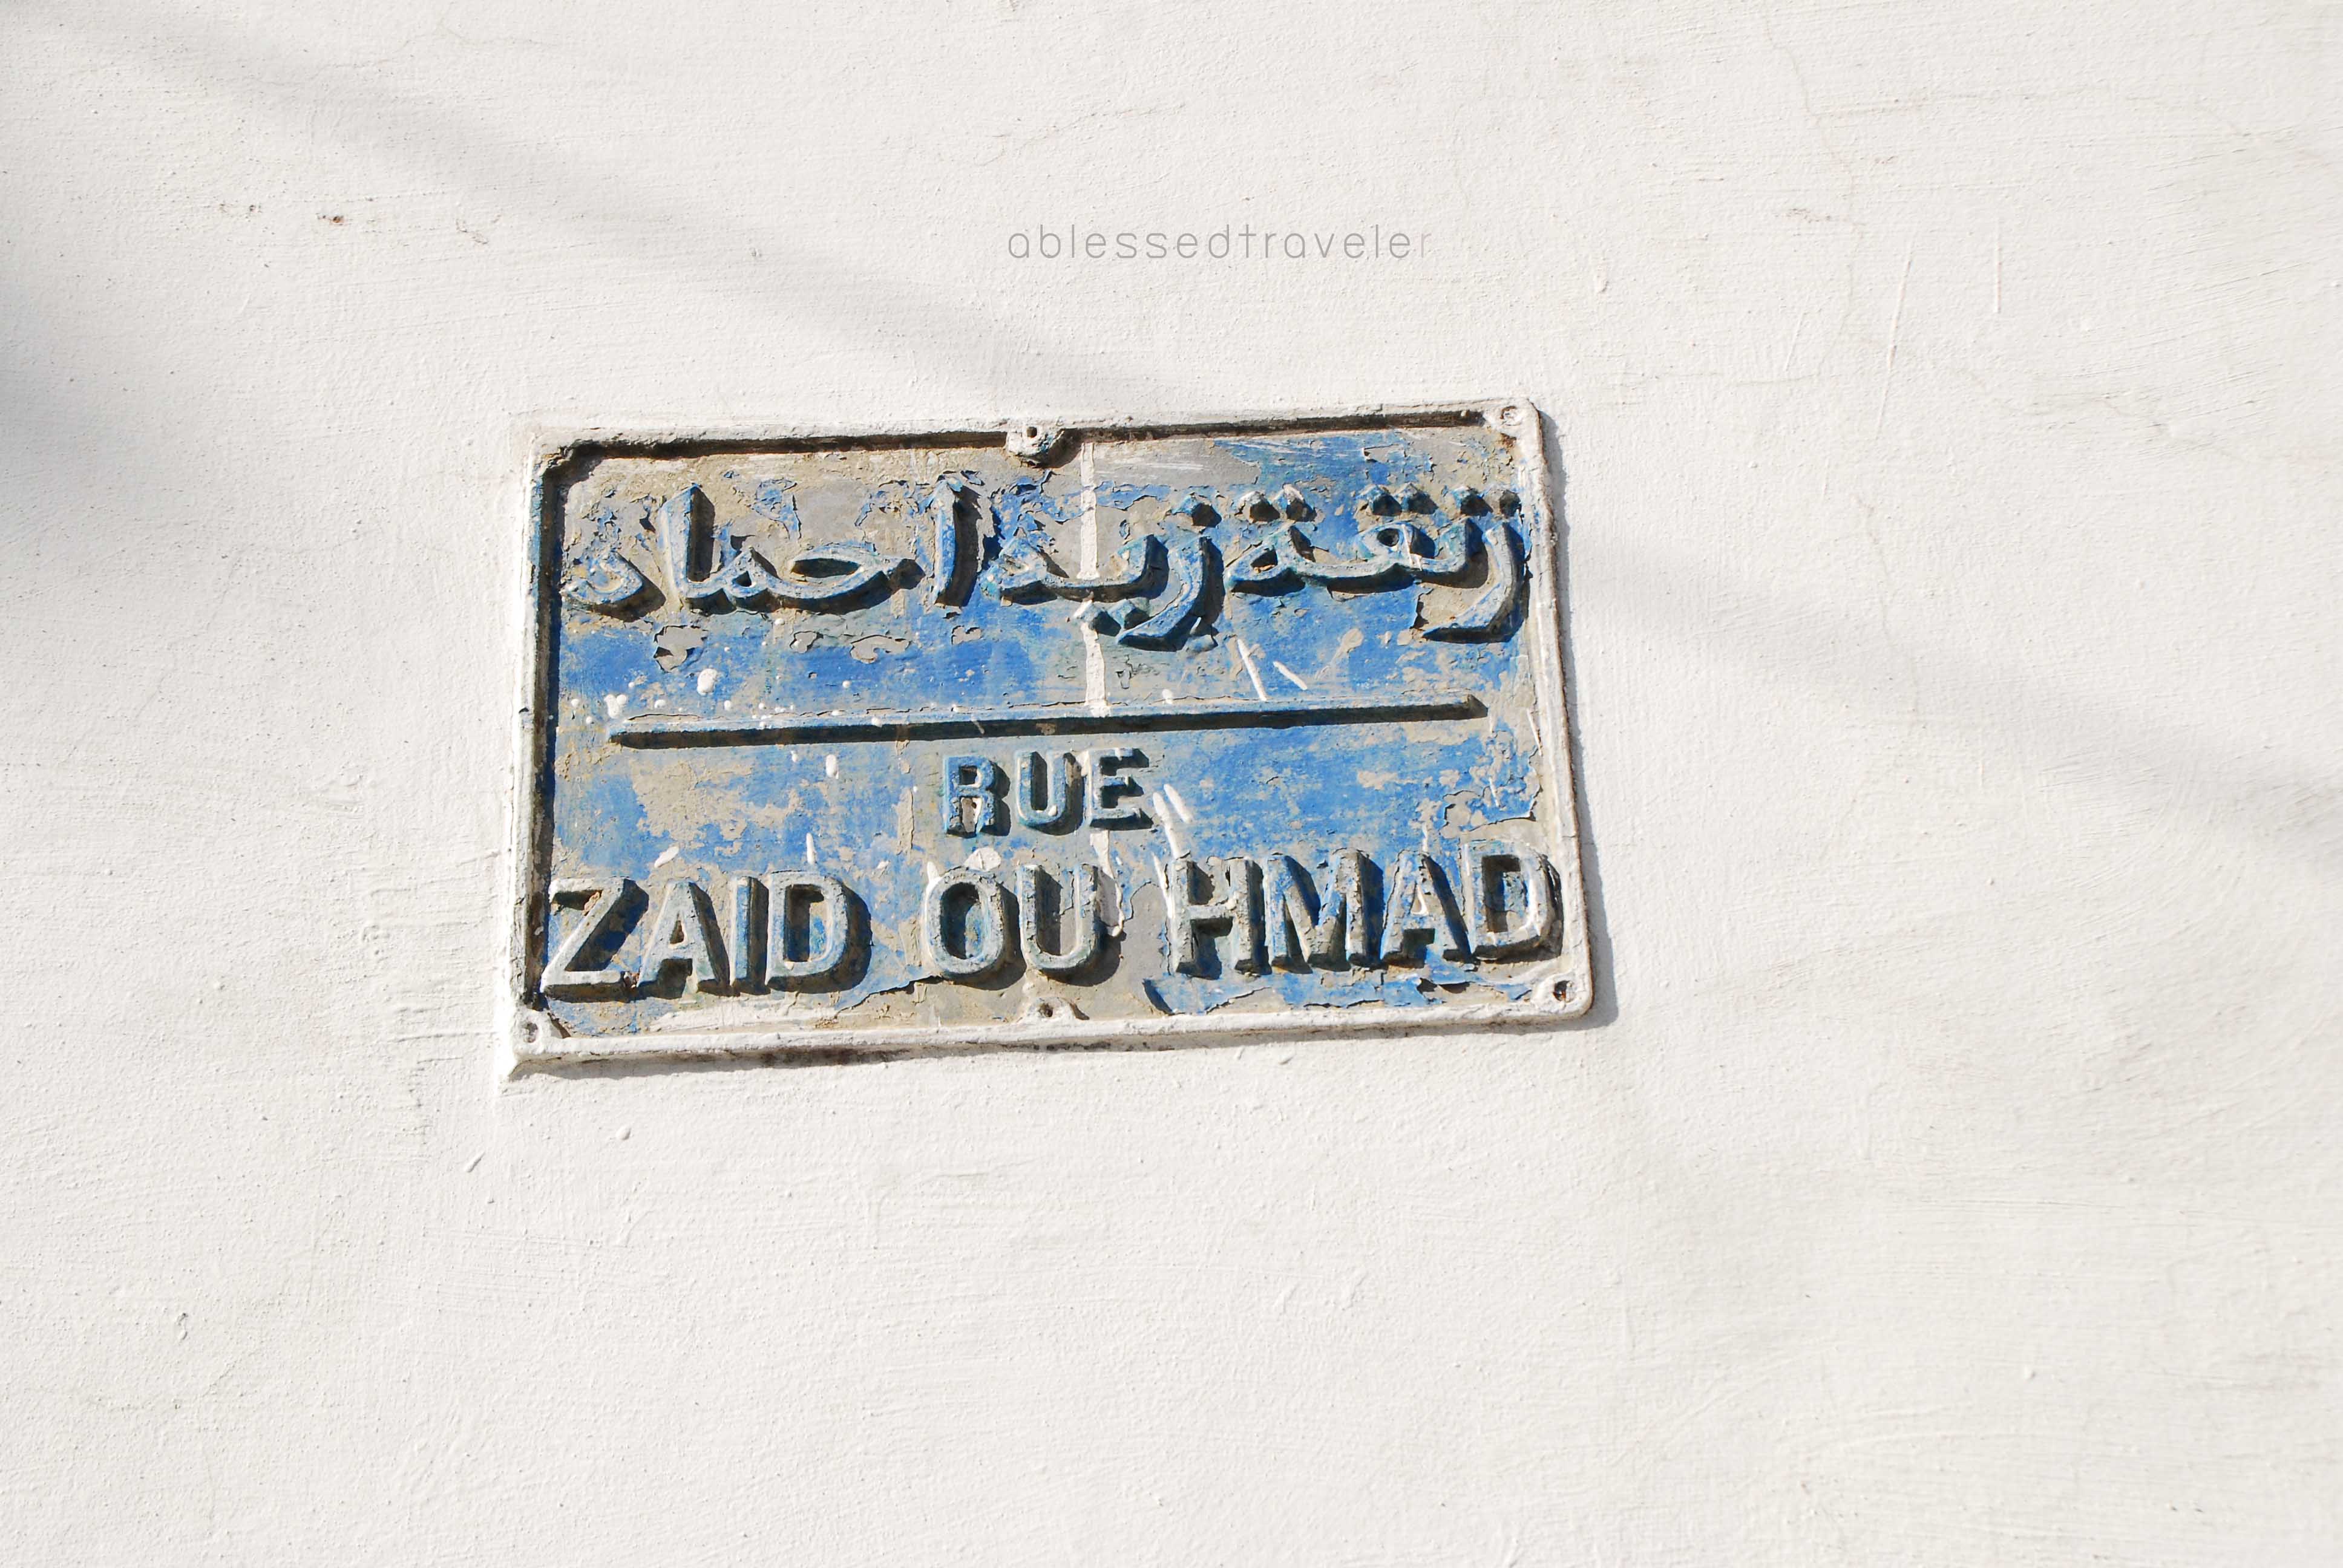 ablessedtraveler
زنقة زيد احماد
RUE
ZAID OU HMAD